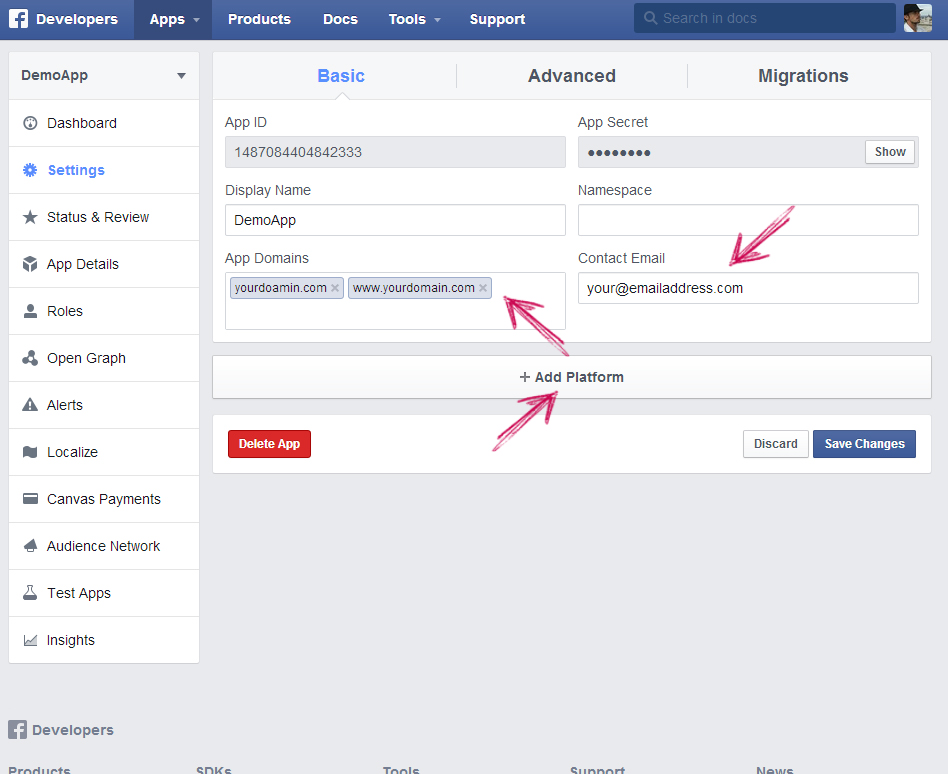 Developers Apps Products Docs Tools Support Search in docs
DemoApp
Dashboard
Settings
Status & Review
App Details
Roles
Open Graph
Alerts
Localize
Canvas Payments
Audience Network
Test Apps
Insights
Basic Advanced Migrations
App ID App Secret
1487084404842333 Show
Display Name Namespace
DemoApp
App Domains Contact Email
yourdoamin.com www.yourdomain.com your@emailaddress.com
+ Add Platform
Delete App Discard Save Changes
Developers
Products SDKs Tools Support News